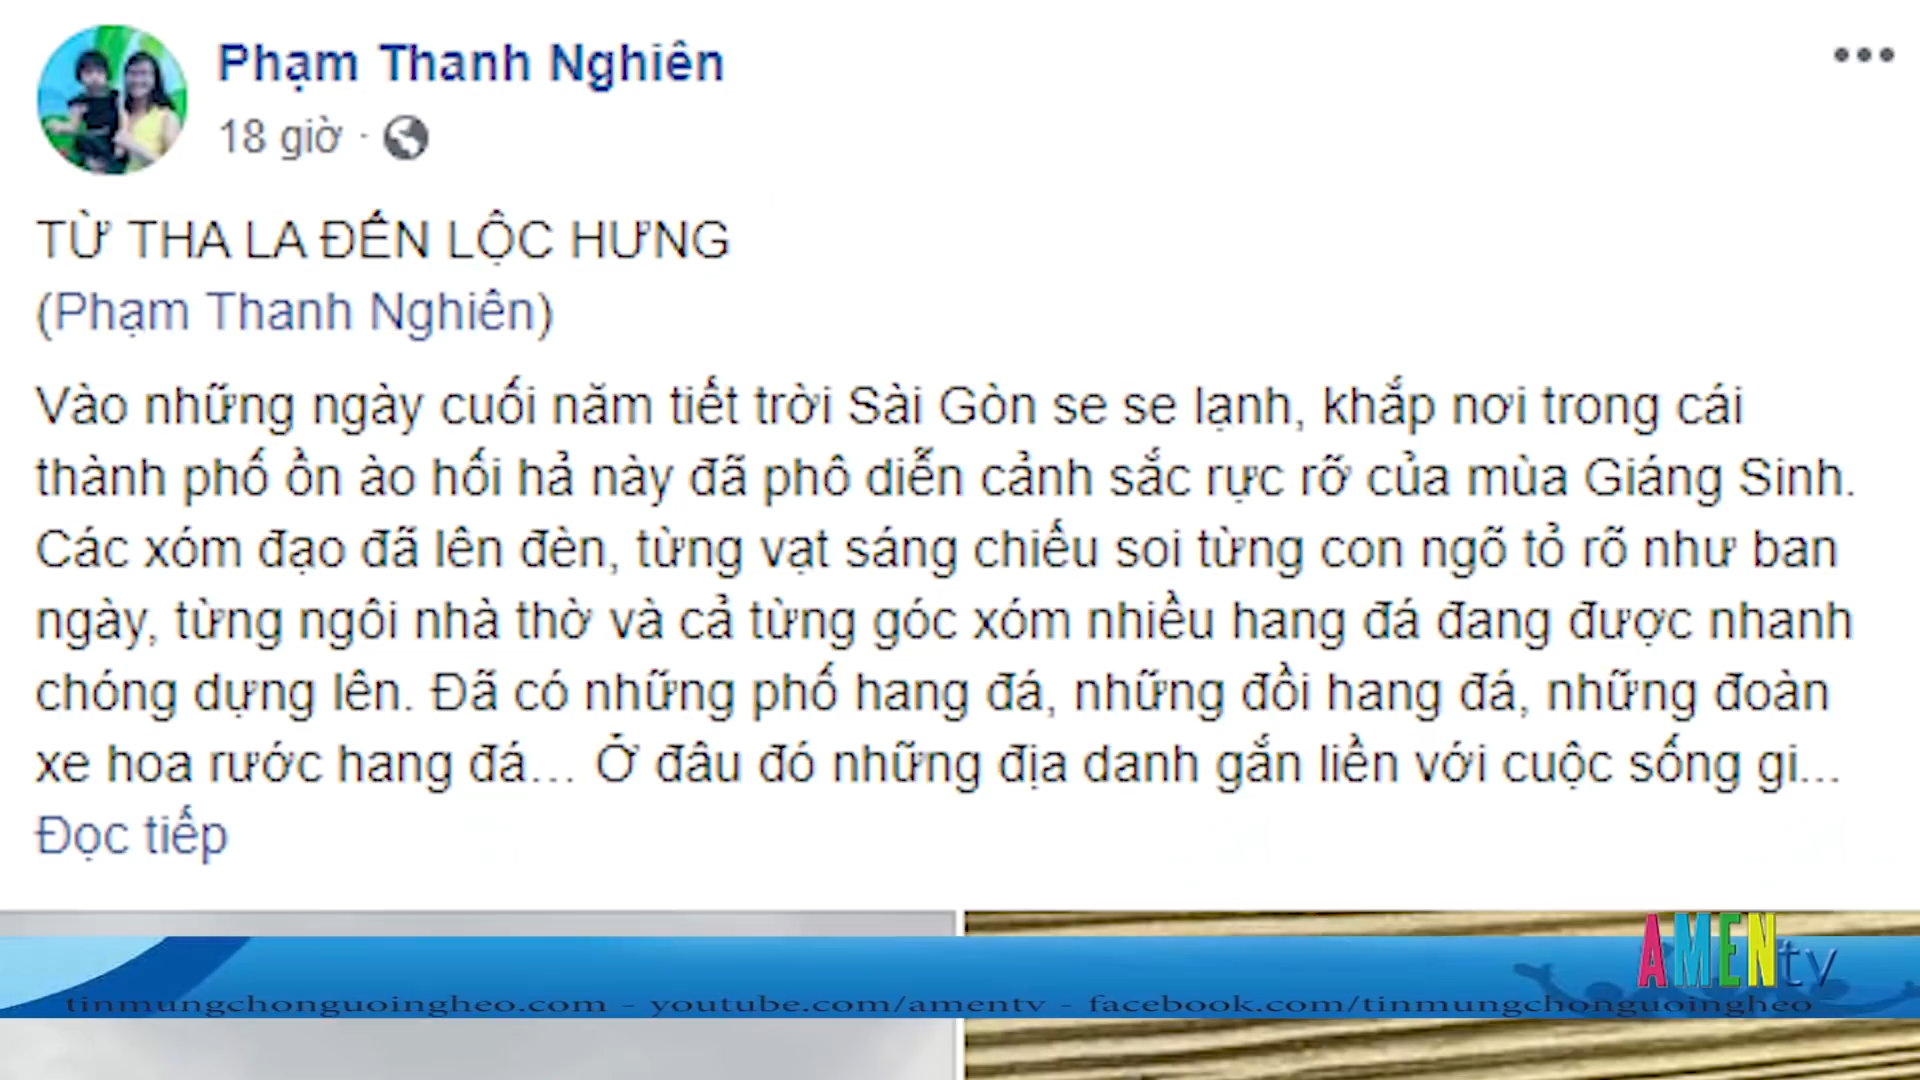 Phạm Thanh Nghiên
18 giờ ·
TỪ THA LA ĐẾN LỘC HƯNG
(Phạm Thanh Nghiên)
Vào những ngày cuối năm tiết trời Sài Gòn se se lạnh, khắp nơi trong cái
thành phố ồn ào hối hả này đã phô diễn cảnh sắc rực rỡ của mùa Giáng Sinh.
Các xóm đạo đã lên đèn, từng vạt sáng chiếu soi từng con ngõ tỏ rõ như ban
ngày, từng ngôi nhà thờ và cả từng góc xóm nhiều hang đá đang được nhanh
chóng dựng lên. Đã có những phố hang đá, những đồi hang đá, những đoàn
xe hoa rước hang đá... Ở đâu đó những địa danh gắn liền với cuộc sống gi...
Đọc tiếp
AMENtv
tinmungchonguoingheo.com - youtube.com/amentv - facebook.com/tinmungchonguoingheo